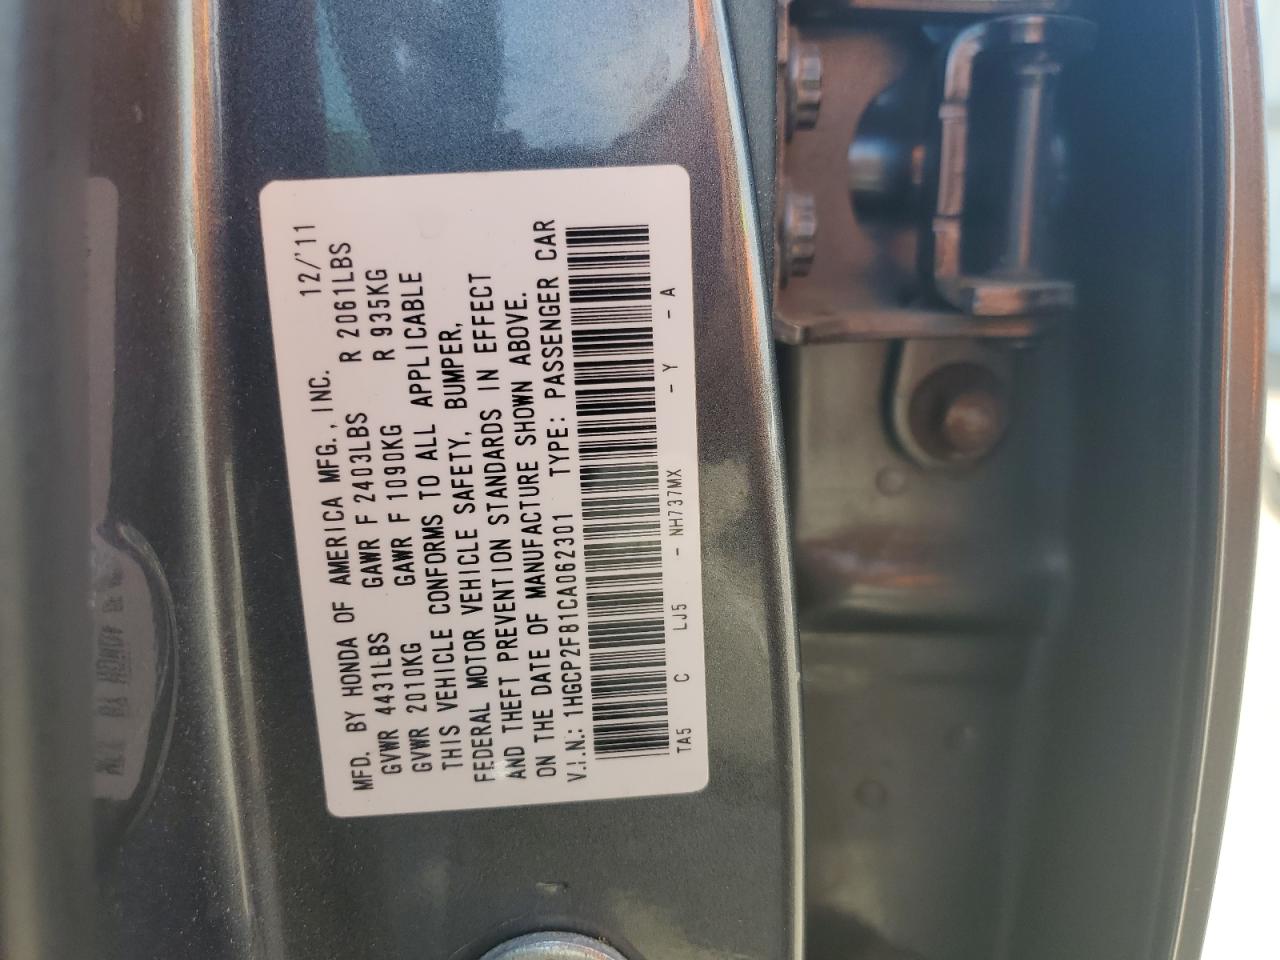 MFD. BY HONDA OF AMERICA MFG., INC. 12/'11
GVWR 4431LBS GAWR F 2403LBS R 2061LBS
GVWR 2010KG GAWR F 1090KG R 935KG
THIS VEHICLE CONFORMS TO ALL APPLICABLE
FEDERAL MOTOR VEHICLE SAFETY, BUMPER,
AND THEFT PREVENTION STANDARDS IN EFFECT
ON THE DATE OF MANUFACTURE SHOWN ABOVE.
V.I.N.: 1HGCP2F81CA062301 TYPE: PASSENGER CAR
TA5 C LJ5 - NH737MX - Y - A